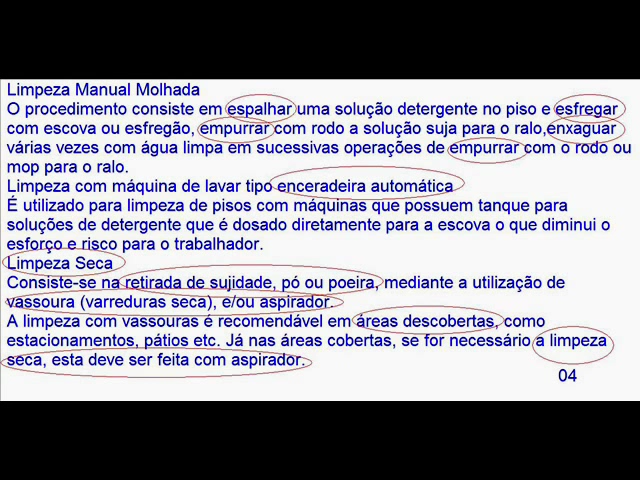 Limpeza Manual Molhada
O procedimento consiste em espalhar uma solução detergente no piso e esfregar
com escova ou esfregão, empurrar com rodo a solução suja para o ralo,enxaguar
várias vezes com água limpa em sucessivas operações de empurrar com o rodo ou
mop para o ralo.
Limpeza com máquina de lavar tipo enceradeira automática
É utilizado para limpeza de pisos com máquinas que possuem tanque para
soluções de detergente que é dosado diretamente para a escova o que diminui o
esforço e risco para o trabalhador.
Limpeza Seca
Consiste-se na retirada de sujidade, pó ou poeira, mediante a utilização de
vassoura (varreduras seca), e/ou aspirador.
A limpeza com vassouras é recomendável em áreas descobertas, como
estacionamentos, pátios etc. Já nas áreas cobertas, se for necessário a limpeza
seca, esta deve ser feita com aspirador.
04